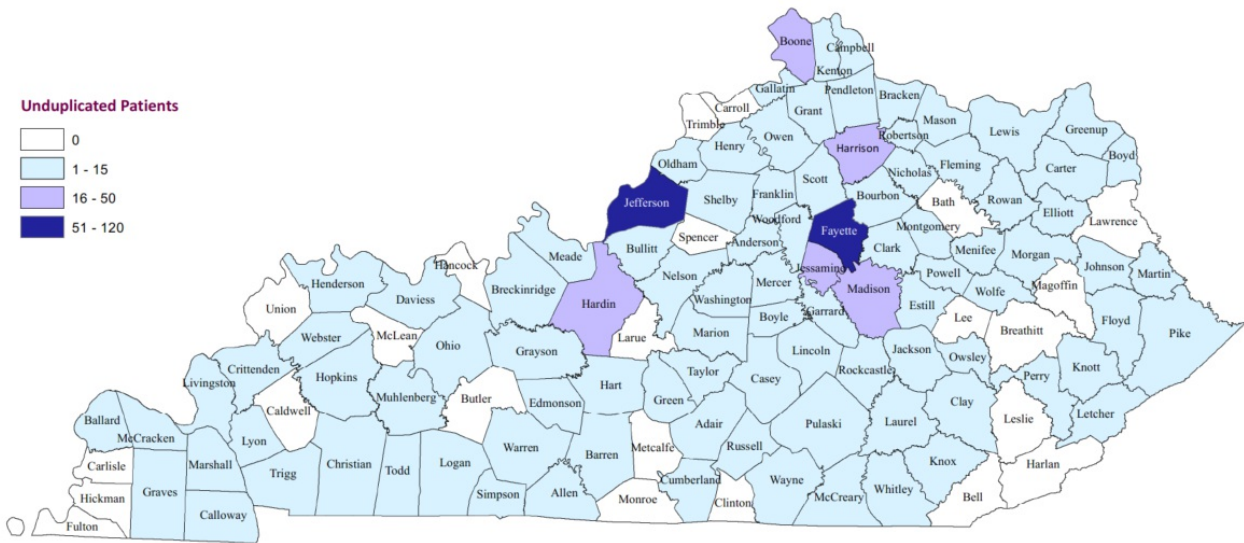 Unduplicated Patients
0
1 - 15
16 - 50
51 - 120
Boone
Campbell
Kenton
Gallatin
Pendleton
Carroll
Grant
Bracken
Trimble
Owen
Mason
Robertson
Lewis
Greenup
Henry
Harrison
Oldham
Fleming
Carter
Boyd
Nicholas
Jefferson
Shelby
Franklin
Scott
Bourbon
Bath
Rowan
Elliott
Lawrence
Woodford
Fayette
Montgomery
Spencer
Anderson
Clark
Menifee
Morgan
Bullitt
Meade
Jessamine
Johnson
Martin
Hancock
Nelson
Mercer
Powell
Henderson
Breckinridge
Madison
Wolfe
Magoffin
Daviess
Washington
Union
Hardin
Garrard
Estill
Boyle
Lee
Floyd
Breathitt
Pike
McLean
Marion
Webster
Ohio
Larue
Grayson
Lincoln
Jackson
Owsley
Crittenden
Rockcastle
Knott
Hopkins
Taylor
Casey
Perry
Livingston
Hart
Muhlenberg
Butler
Green
Clay
Edmonson
Caldwell
Letcher
Ballard
Adair
Pulaski
Laurel
Leslie
McCracken
Lyon
Warren
Russell
Metcalfe
Barren
Carlisle
Marshall
Christian
Logan
Knox
Harlan
Trigg
Todd
Cumberland
Wayne
Whitley
Graves
Simpson
Allen
Hickman
Monroe
Clinton
McCreary
Bell
Calloway
Fulton